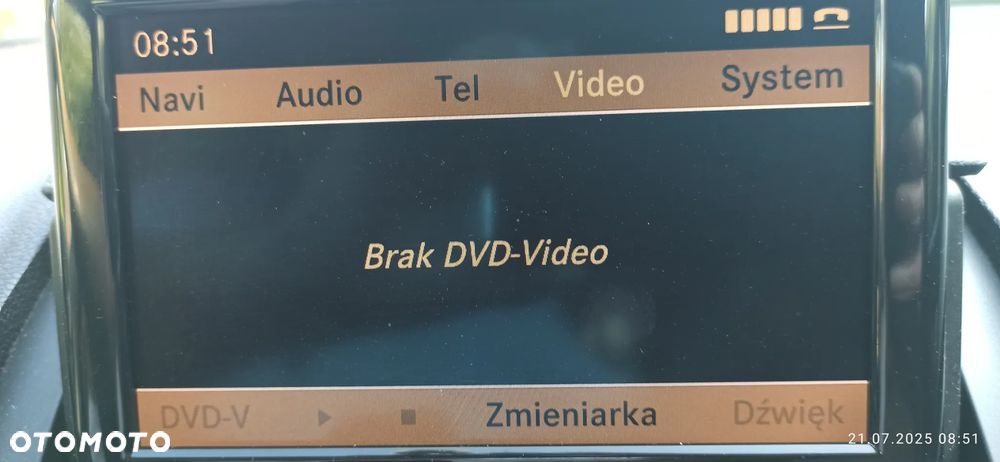 08:51
Navi Audio Tel Video System
Brak DVD-Video
DVD-V Zmieniarka Dźwięk
OTOMOTO
21.07.2025 08:51